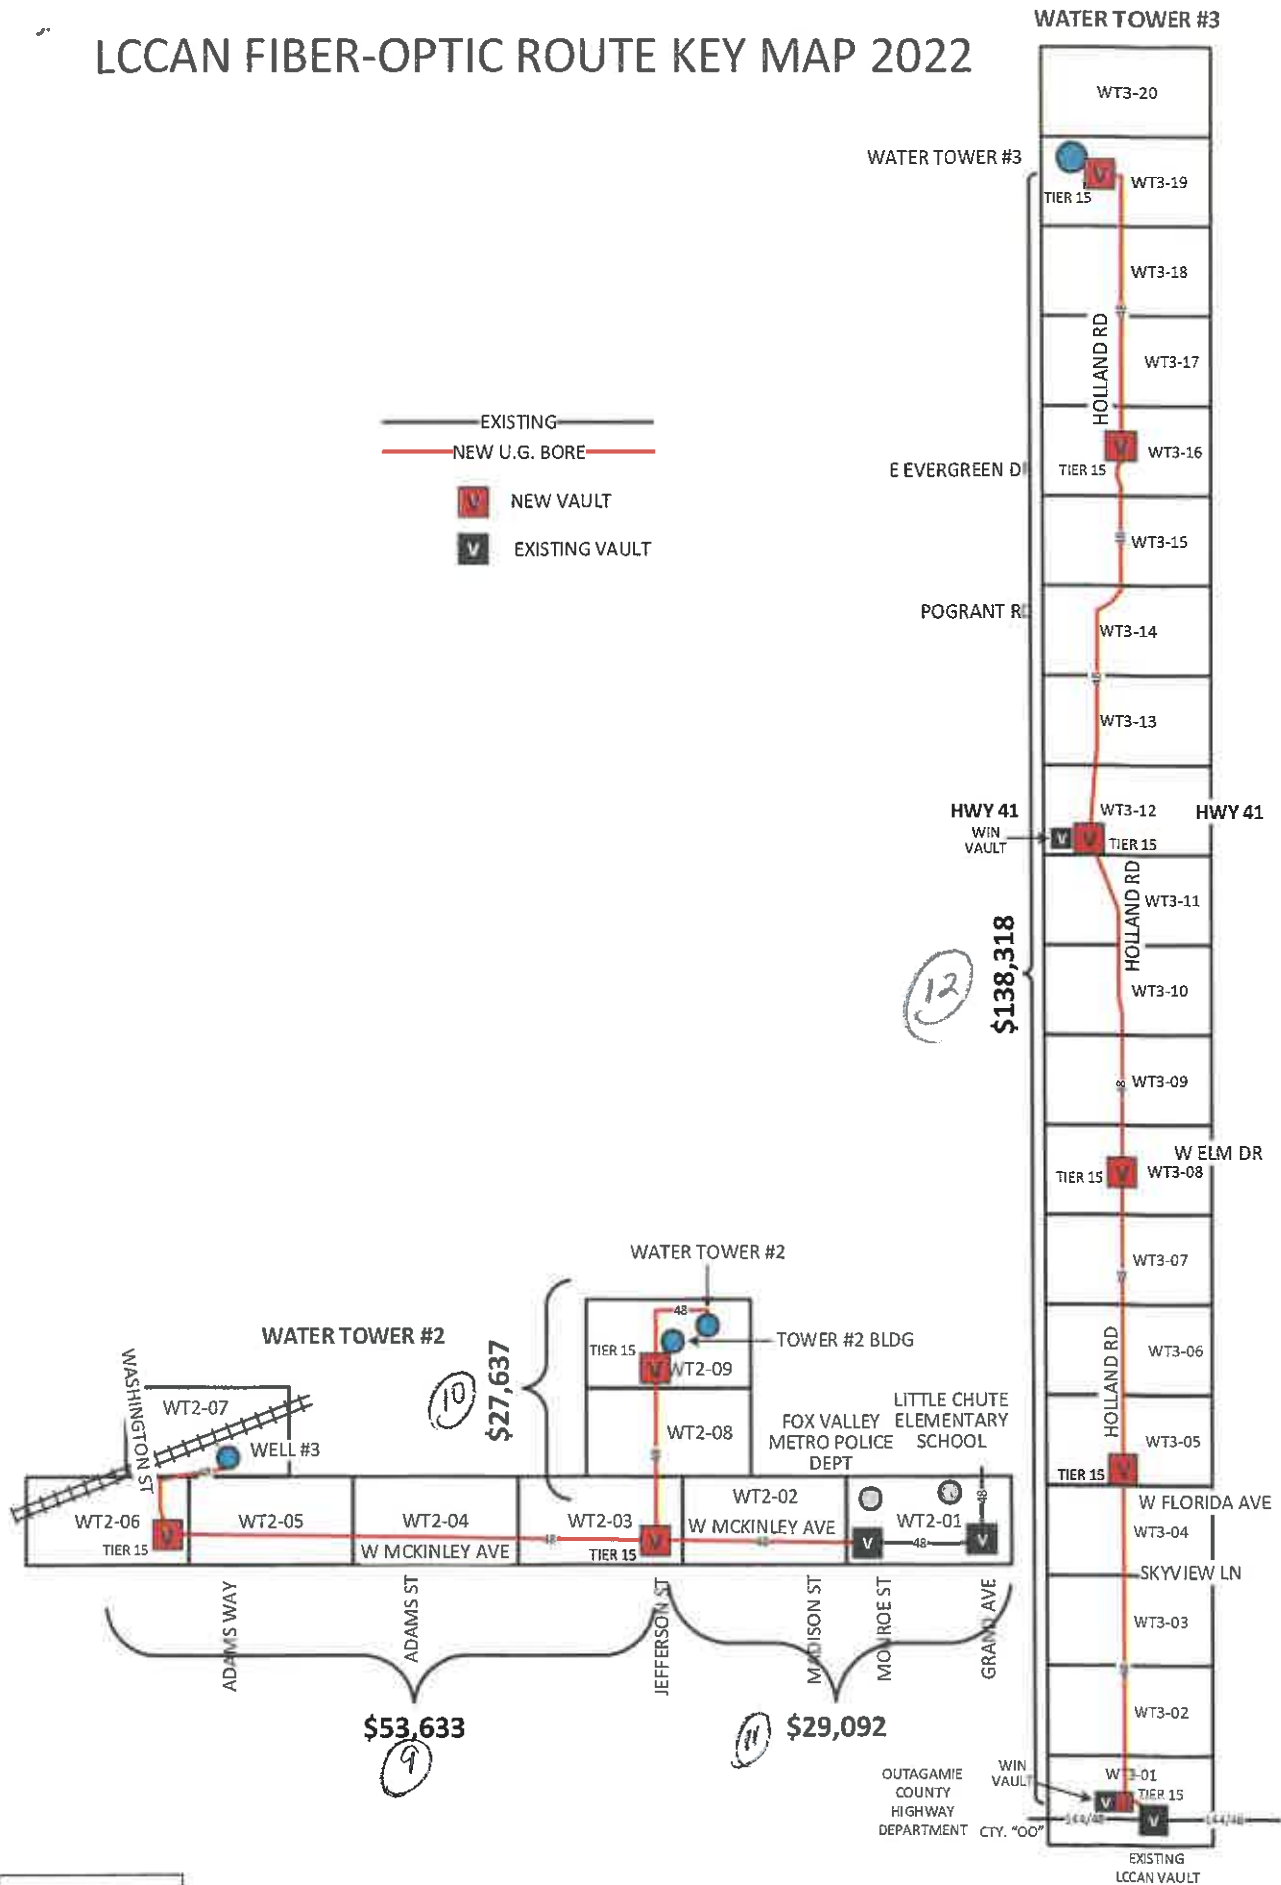 LCCAN FIBER-OPTIC ROUTE KEY MAP 2022
WATER TOWER #3
WT3-20
WATER TOWER #3
TIER 15
V
WT3-19
WT3-18
HOLLAND RD
WT3-17
EXISTING
NEW U.G. BORE
V NEW VAULT
V EXISTING VAULT
E EVERGREEN D
TIER 15
V
WT3-16
WT3-15
POGRANT R
WT3-14
48
WT3-13
HWY 41
WT3-12
HWY 41
WIN
VAULT
V
V
TIER 15
HOLLAND RD
WT3-11
12
$138,318
WT3-10
48
WT3-09
W ELM DR
TIER 15
V
WT3-08
WT3-07
HOLLAND RD
WT3-06
WT3-05
TIER 15
V
W FLORIDA AVE
WT3-04
SKYVIEW LN
WT3-03
WT3-02
WIN
VAULT
WT3-01
TIER 15
V
V
OUTAGAMIE
COUNTY
HIGHWAY
DEPARTMENT
CTY. "OO"
144/48
144/48
EXISTING
LCCAN VAULT
WATER TOWER #2
WATER TOWER #2
48
TOWER #2 BLDG
TIER 15
V
WT2-09
WT2-08
10
$27,637
WASHINGTON ST
WT2-07
WELL #3
FOX VALLEY
METRO POLICE
DEPT
LITTLE CHUTE
ELEMENTARY
SCHOOL
WT2-06
TIER 15
V
WT2-05
WT2-04
W MCKINLEY AVE
48
WT2-03
TIER 15
V
WT2-02
W MCKINLEY AVE
48
WT2-01
V
48
V
48
ADAMS WAY
ADAMS ST
JEFFERSON ST
MADISON ST
MONROE ST
GRAND AVE
$53,633
9
11
$29,092